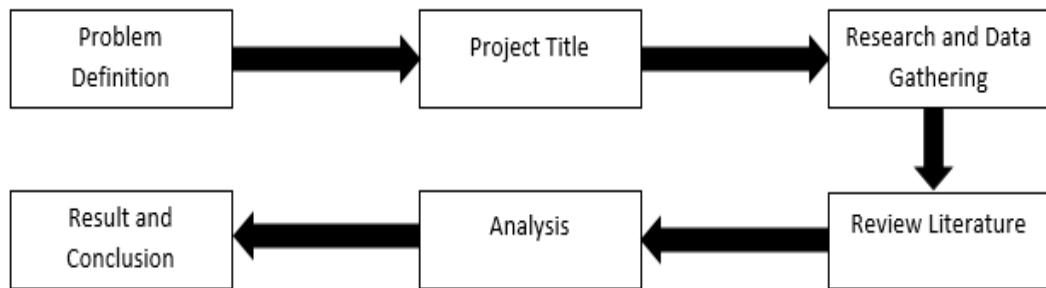 Problem
Definition
Project Title
Research and Data
Gathering
Review Literature
Analysis
Result and
Conclusion